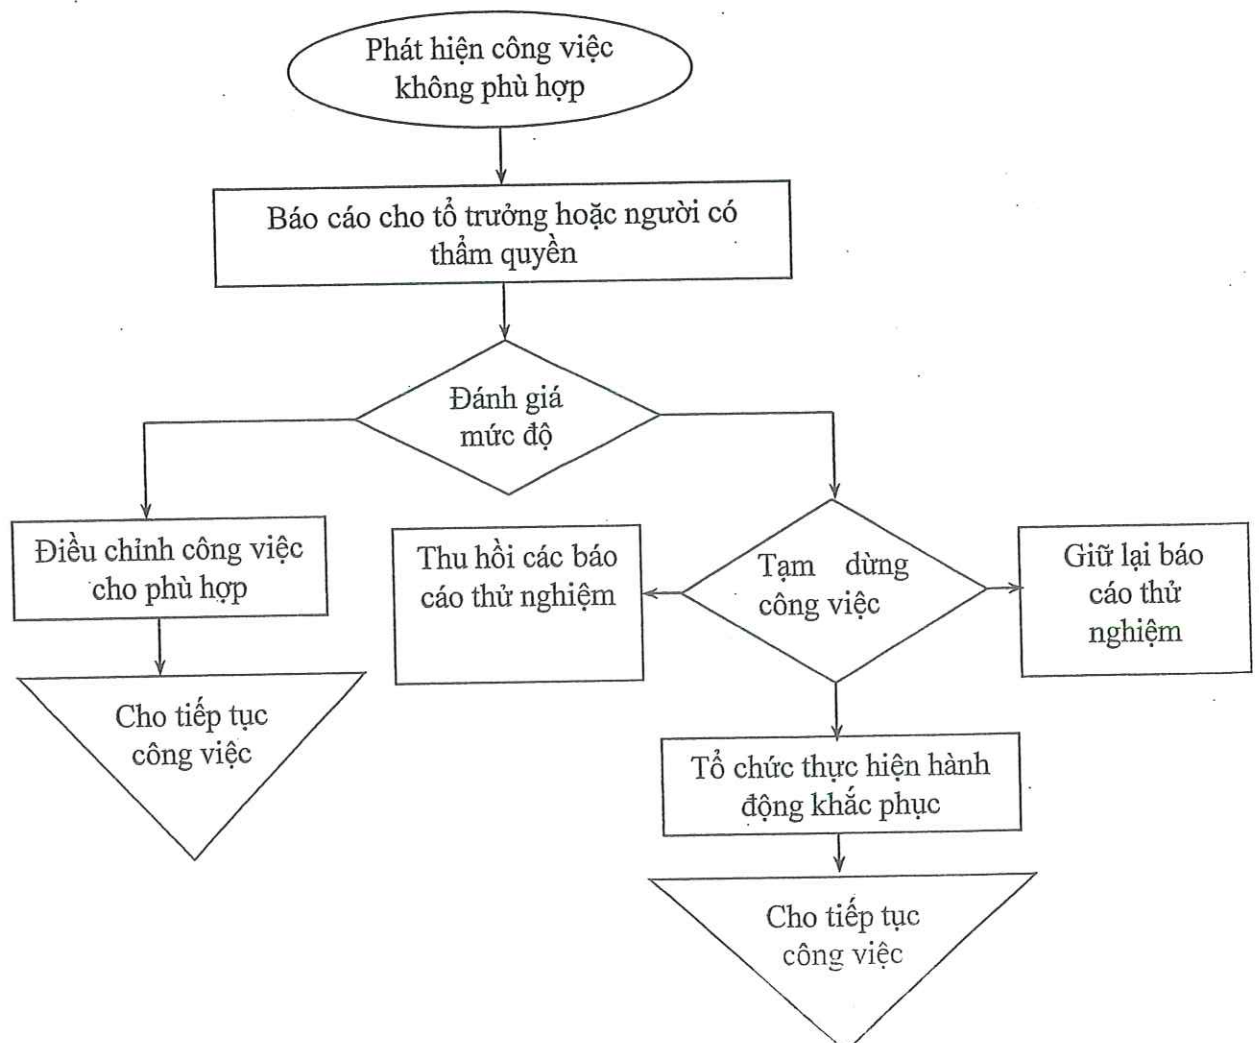 Phát hiện công việc
không phù hợp
Báo cáo cho tổ trưởng hoặc người có
thẩm quyền
Đánh giá
mức độ
Điều chỉnh công việc
cho phù hợp
Thu hồi các báo
cáo thử nghiệm
Tạm dừng
công việc
Giữ lại báo
cáo thử
nghiệm
Cho tiếp tục
công việc
Tổ chức thực hiện hành
động khắc phục
Cho tiếp tục
công việc